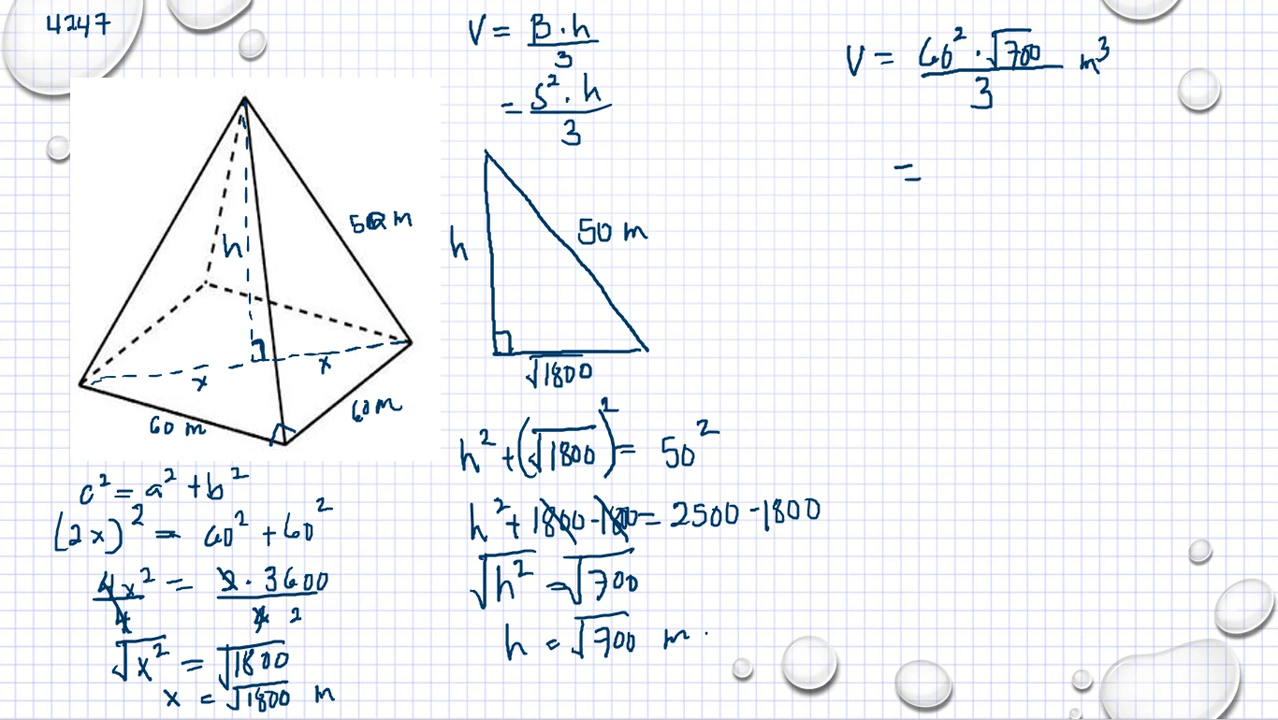 4247
V = B · h / 3
= S² · h / 3
h
50 m
x
x
60 m
60 m
c² = a² + b²
(2x)² = 60² + 60²
4x² / 4 = 2 · 3600 / 4 2
√x² = √1800
x = √1800 m
h
50 m
√1800
h² + (√1800)² = 50²
h² + 1800 - 1800 = 2500 - 1800
√h² = √700
h = √700 m .
V = 60² · √700 / 3 m³
=